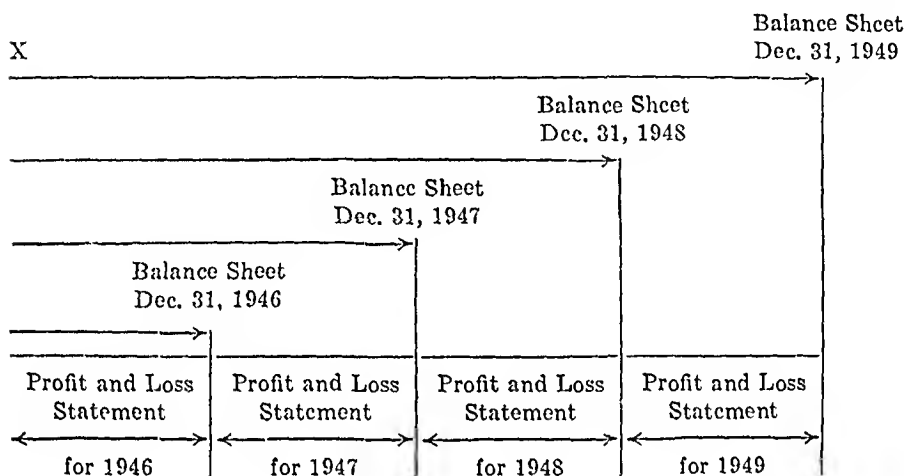 X
Balance Sheet
Dec. 31, 1949
Balance Sheet
Dec. 31, 1948
Balance Sheet
Dec. 31, 1947
Balance Sheet
Dec. 31, 1946
Profit and Loss
Statement
for 1946
Profit and Loss
Statement
for 1947
Profit and Loss
Statement
for 1948
Profit and Loss
Statement
for 1949